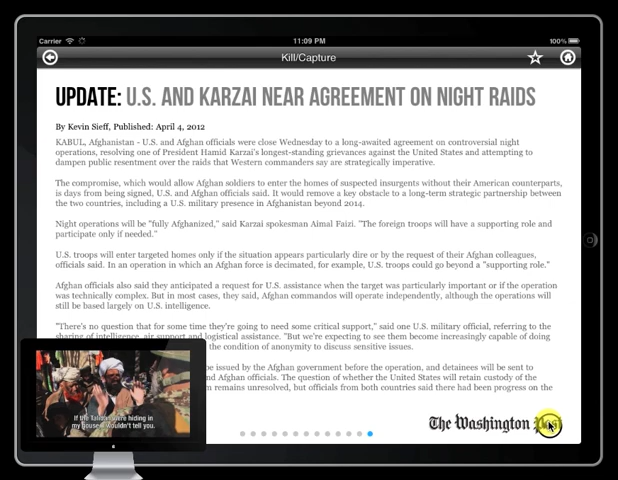 Carrier 11:09 PM 100%
Kill/Capture
UPDATE: U.S. AND KARZAI NEAR AGREEMENT ON NIGHT RAIDS
By Kevin Sieff, Published: April 4, 2012
KABUL, Afghanistan - U.S. and Afghan officials were close Wednesday to a long-awaited agreement on controversial night
operations, resolving one of President Hamid Karzai's longest-standing grievances against the United States and attempting to
dampen public resentment over the raids that Western commanders say are strategically imperative.
The compromise, which would allow Afghan soldiers to enter the homes of suspected insurgents without their American counterparts,
is days from being signed, U.S. and Afghan officials said. It would remove a key obstacle to a long-term strategic partnership between
the two countries, including a U.S. military presence in Afghanistan beyond 2014.
Night operations will be "fully Afghanized," said Karzai spokesman Aimal Faizi. "The foreign troops will have a supporting role and
participate only if needed."
U.S. troops will enter targeted homes only if the situation appears particularly dire or by the request of their Afghan colleagues,
officials said. In an operation in which an Afghan force is decimated, for example, U.S. troops could go beyond a "supporting role."
Afghan officials also said they anticipated a request for U.S. assistance when the target was particularly important or if the operation
was technically complex. But in most cases, they said, Afghan commandos will operate independently, although the operations will
still be based largely on U.S. intelligence.
"There's no question that for some time they're going to need some critical support," said one U.S. military official, referring to the
sharing of intelligence, air support and logistical assistance. "But we're expecting to see them become increasingly capable of doing
the condition of anonymity to discuss sensitive issues.
be issued by the Afghan government before the operation, and detainees will be sent to
nd Afghan officials. The question of whether the United States will retain custody of the
m remains unresolved, but officials from both countries said there had been progress on the
If the Taliban were hiding in
my house I wouldn't tell you.
The Washington Post